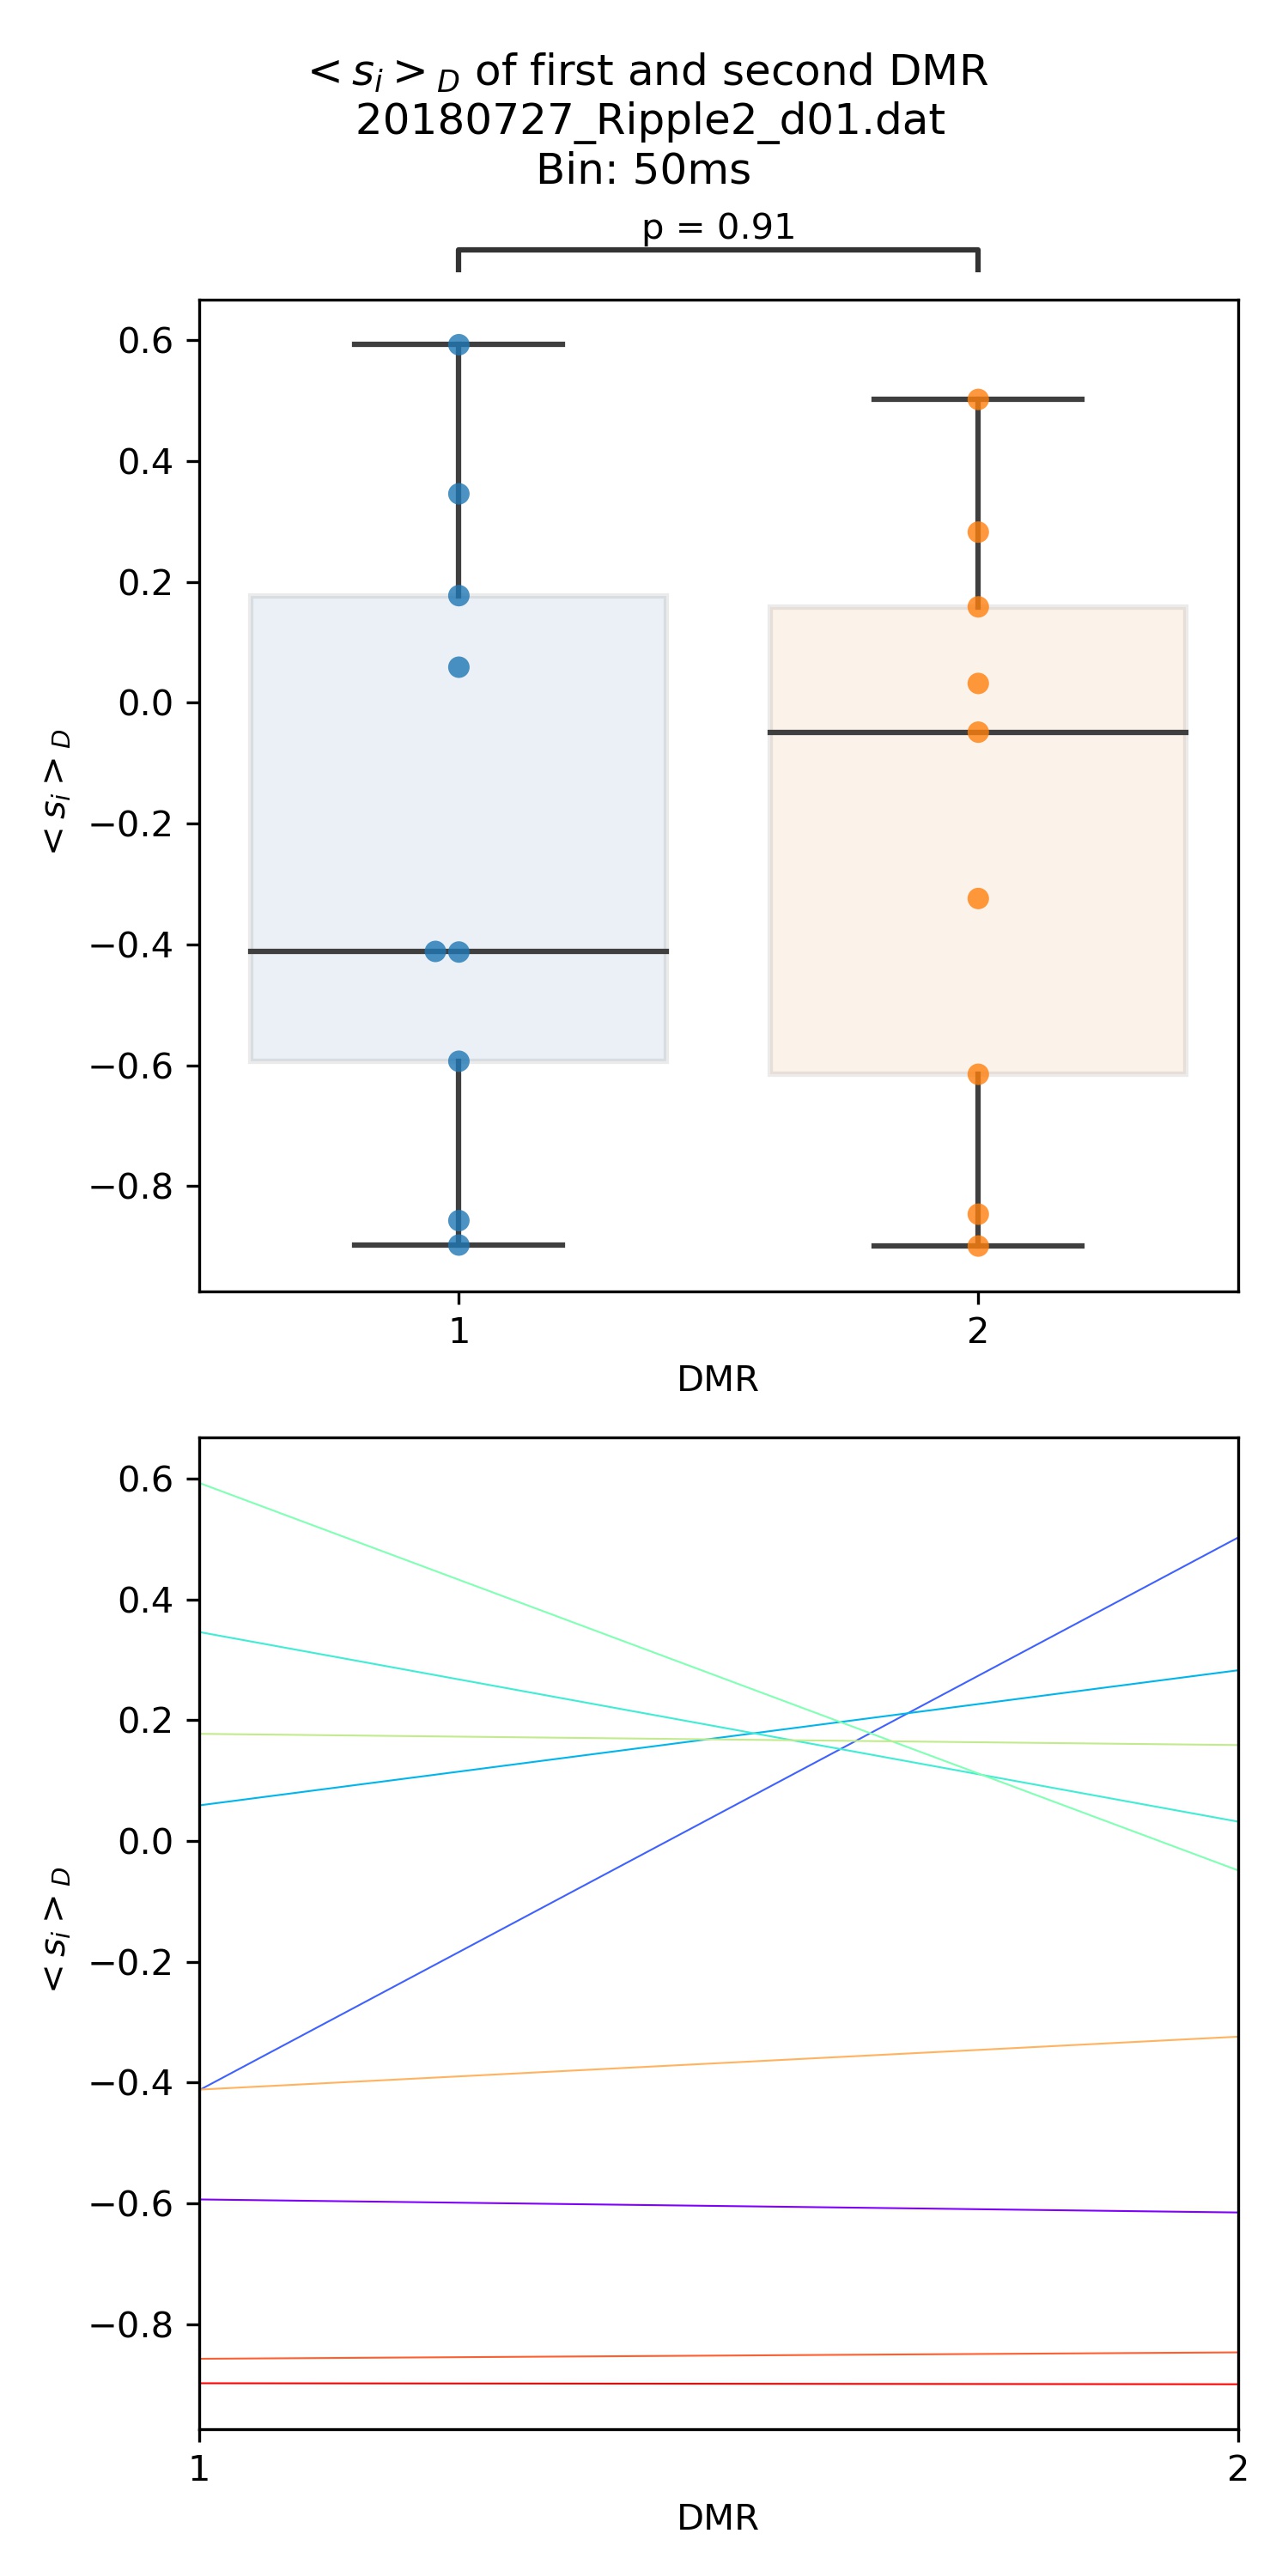 < s_i >_D of first and second DMR
20180727_Ripple2_d01.dat
Bin: 50ms
p = 0.91
0.6
0.4
0.2
0.0
−0.2
−0.4
−0.6
−0.8
< s_i >_D
1
2
DMR
0.6
0.4
0.2
0.0
−0.2
−0.4
−0.6
−0.8
< s_i >_D
1
2
DMR